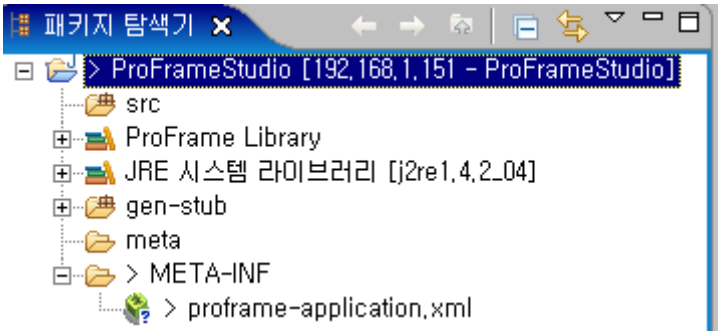 패키지 탐색기
> ProFrameStudio [192,168,1,151 - ProFrameStudio]
src
ProFrame Library
JRE 시스템 라이브러리 [j2re1,4,2_04]
gen-stub
meta
> META-INF
> proframe-application,xml